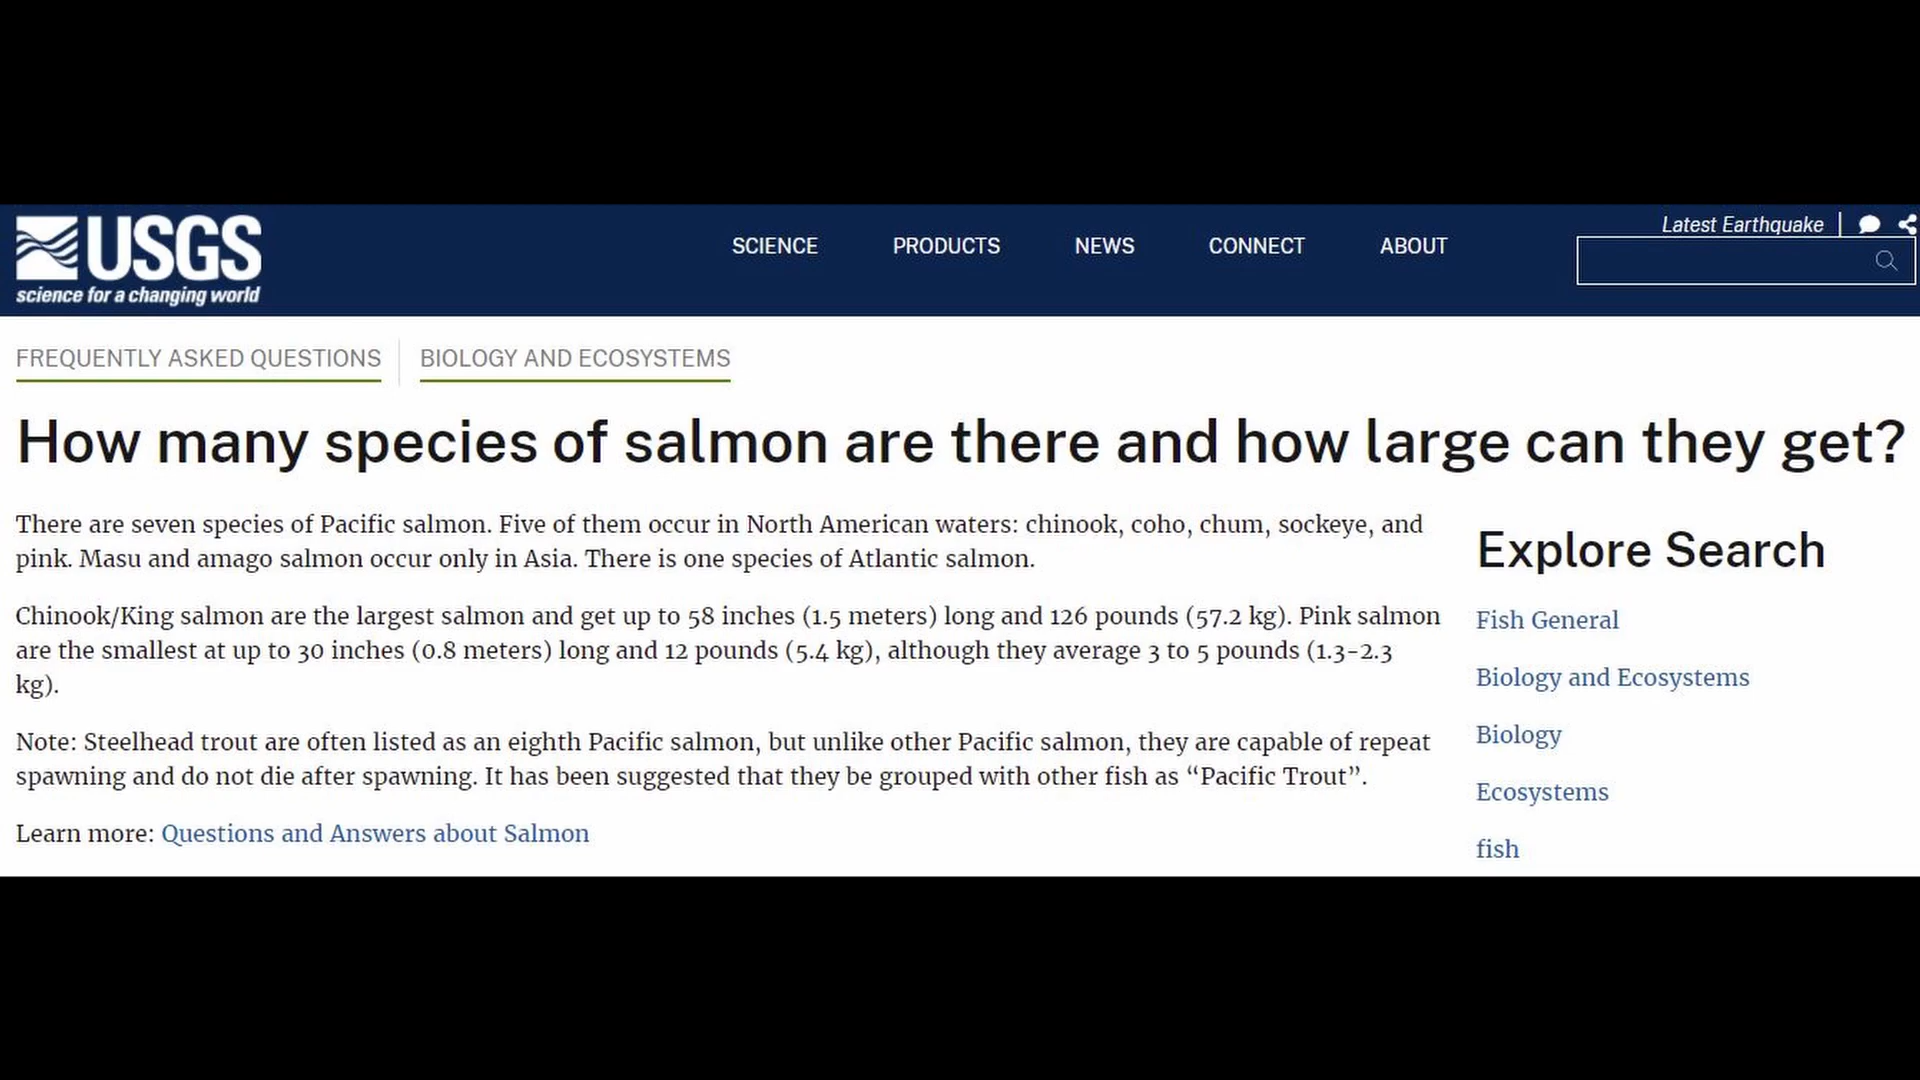 USGS
science for a changing world
SCIENCE PRODUCTS NEWS CONNECT ABOUT
Latest Earthquake
FREQUENTLY ASKED QUESTIONS BIOLOGY AND ECOSYSTEMS
How many species of salmon are there and how large can they get?
There are seven species of Pacific salmon. Five of them occur in North American waters: chinook, coho, chum, sockeye, and
pink. Masu and amago salmon occur only in Asia. There is one species of Atlantic salmon.
Chinook/King salmon are the largest salmon and get up to 58 inches (1.5 meters) long and 126 pounds (57.2 kg). Pink salmon
are the smallest at up to 30 inches (0.8 meters) long and 12 pounds (5.4 kg), although they average 3 to 5 pounds (1.3-2.3
kg).
Note: Steelhead trout are often listed as an eighth Pacific salmon, but unlike other Pacific salmon, they are capable of repeat
spawning and do not die after spawning. It has been suggested that they be grouped with other fish as “Pacific Trout”.
Learn more: Questions and Answers about Salmon
Explore Search
Fish General
Biology and Ecosystems
Biology
Ecosystems
fish